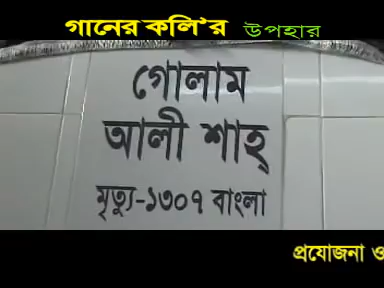 গানের কলি’র উপহার
গোলাম
আলী শাহ্
মৃত্যু-১৩০৭ বাংলা
প্রযোজনা ও